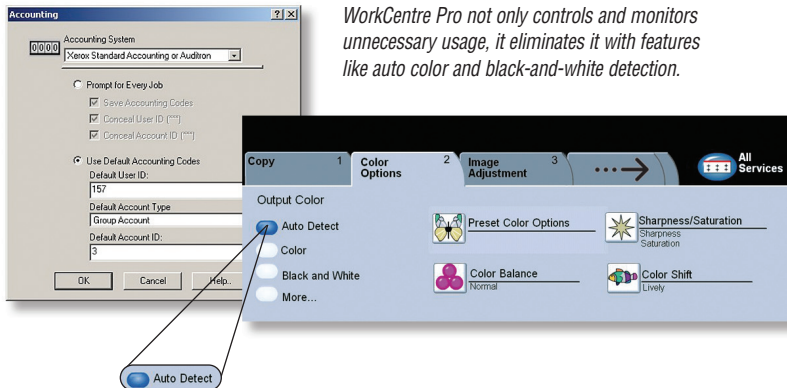 Accounting
Accounting System
0000
Xerox Standard Accounting or Auditron
Prompt for Every Job
Save Accounting Codes
Conceal User ID (***)
Conceal Account ID (***)
Use Default Accounting Codes
Default User ID:
157
Default Account Type
Group Account
Default Account ID:
3
OK Cancel Help..
WorkCentre Pro not only controls and monitors
unnecessary usage, it eliminates it with features
like auto color and black-and-white detection.
Copy 1 Color Options 2 Image Adjustment 3 All Services
Output Color
Auto Detect
Color
Black and White
More...
Preset Color Options
Sharpness/Saturation
Sharpness
Saturation
Color Balance
Normal
Color Shift
Lively
Auto Detect